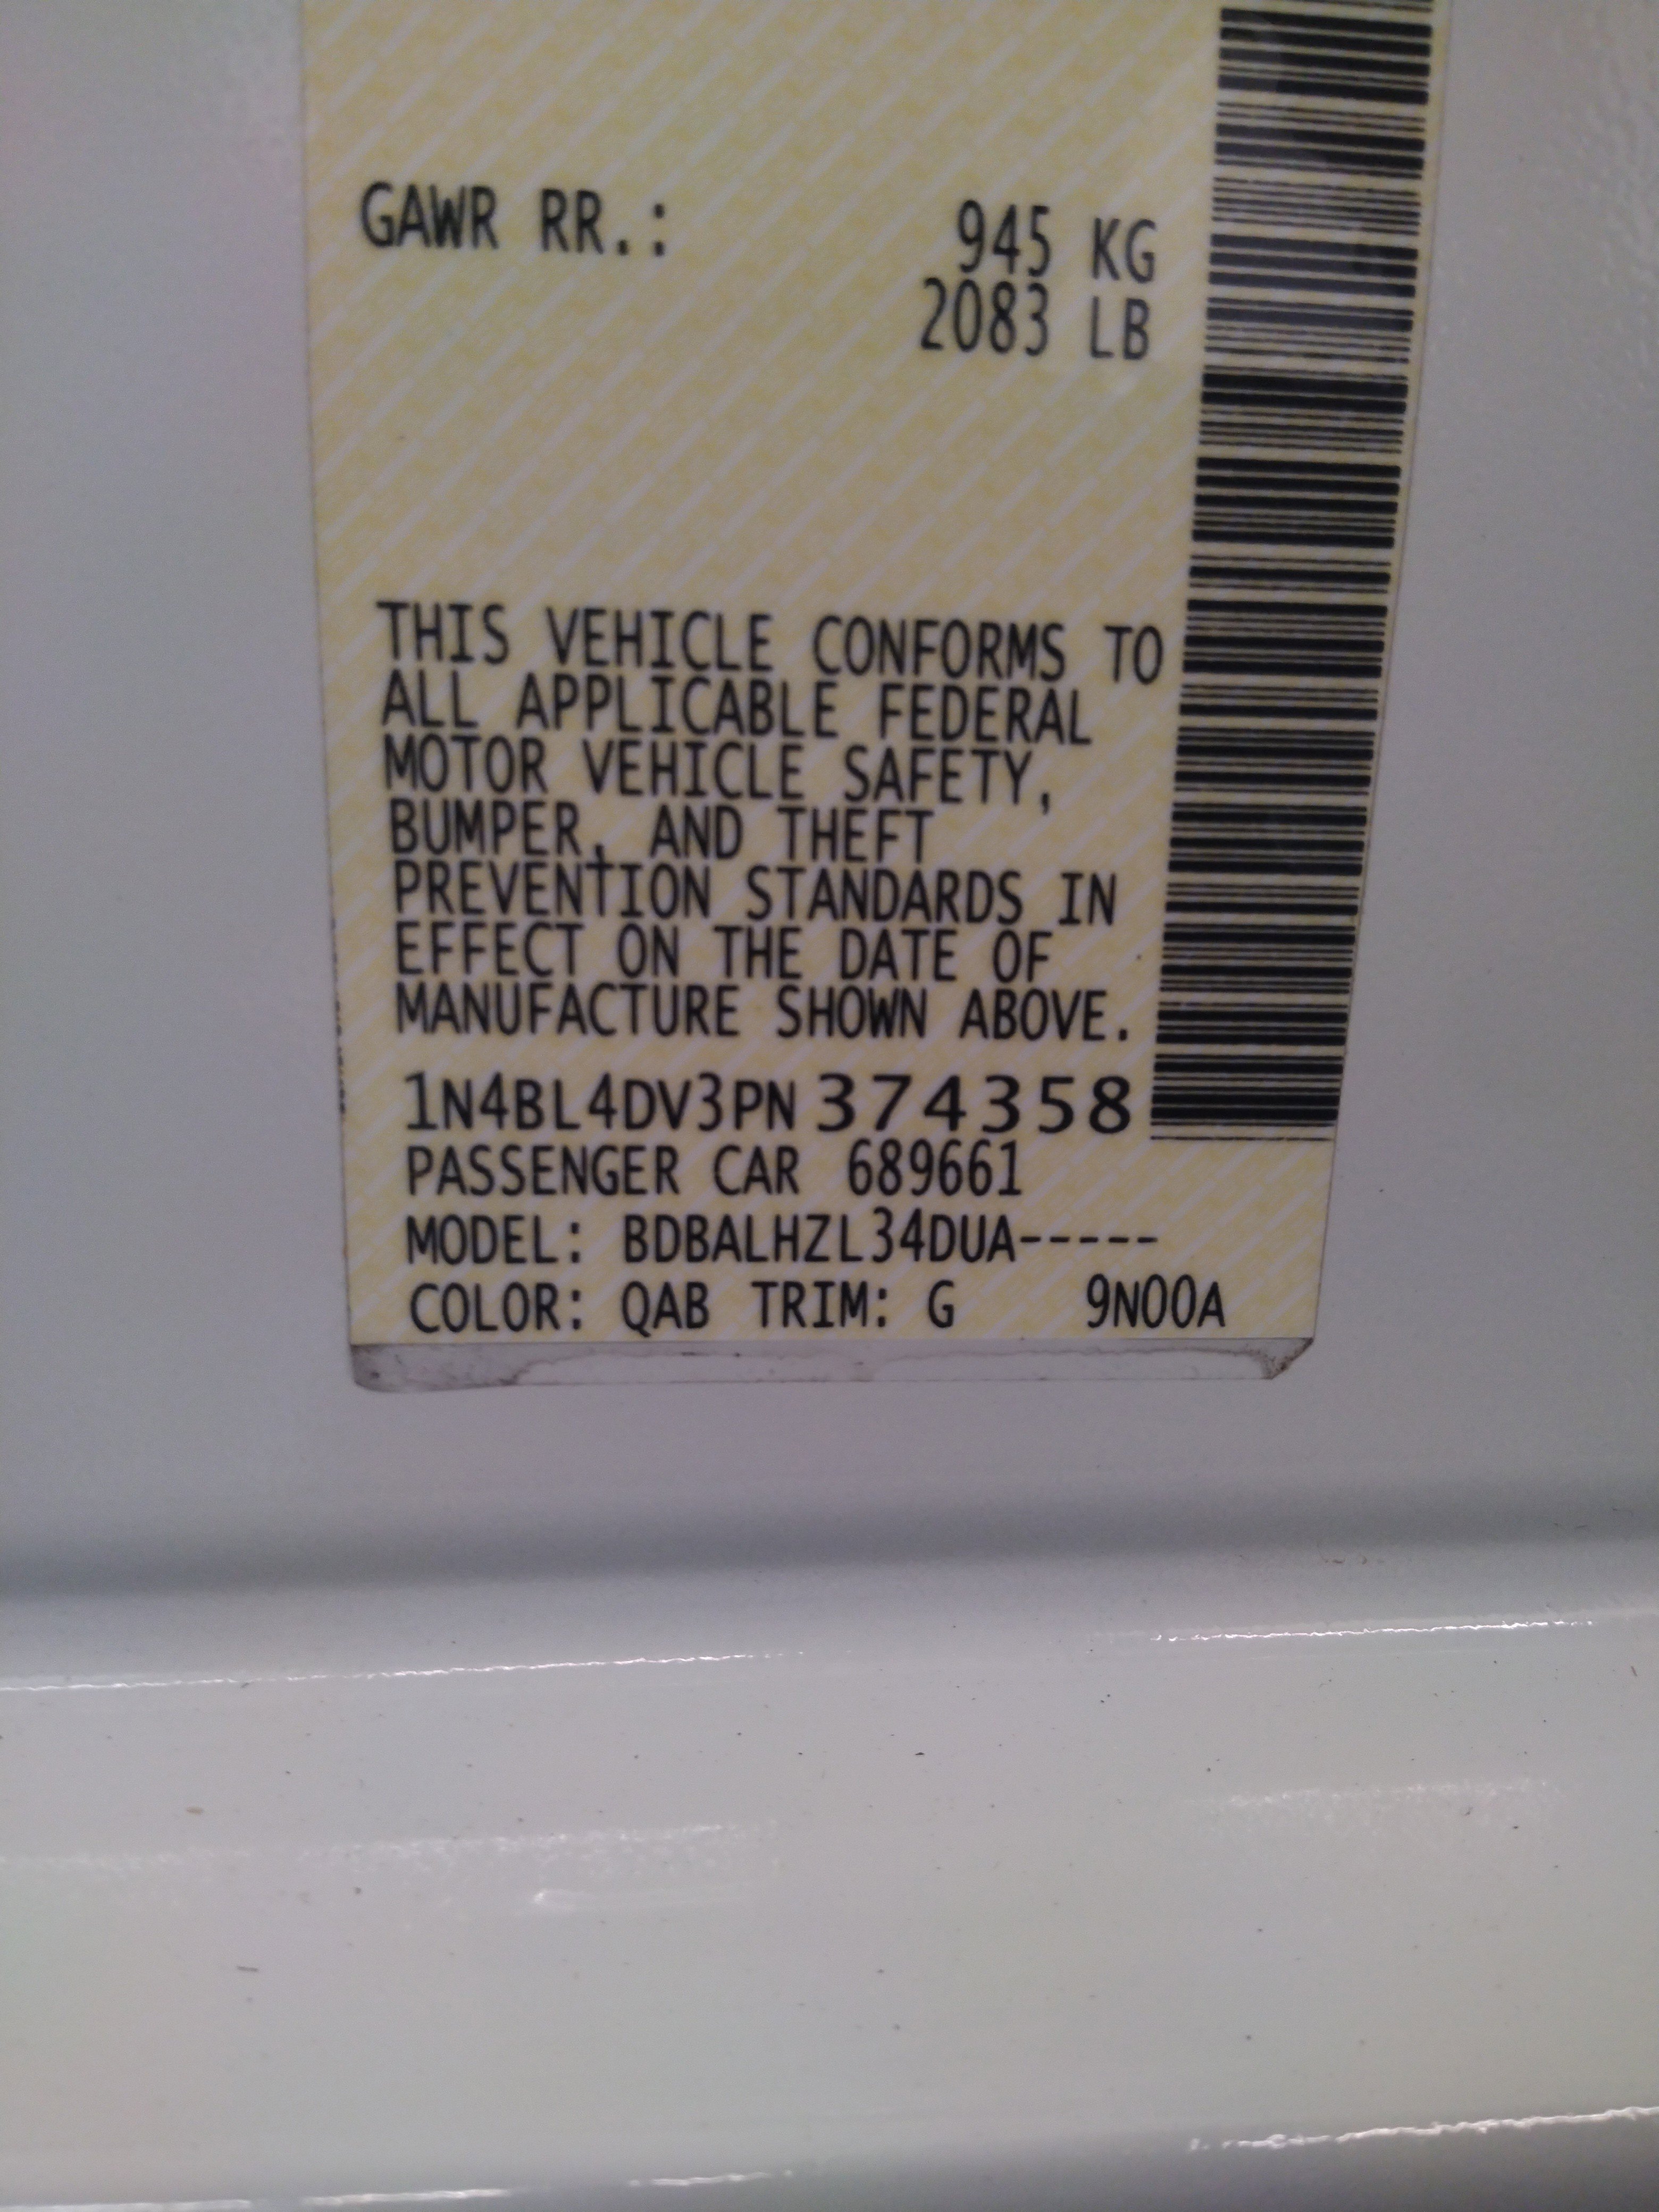 GAWR RR.: 945 KG
2083 LB
THIS VEHICLE CONFORMS TO
ALL APPLICABLE FEDERAL
MOTOR VEHICLE SAFETY,
BUMPER, AND THEFT
PREVENTION STANDARDS IN
EFFECT ON THE DATE OF
MANUFACTURE SHOWN ABOVE.
1N4BL4DV3PN374358
PASSENGER CAR 689661
MODEL: BDBALHZL34DUA-----
COLOR: QAB TRIM: G 9N00A